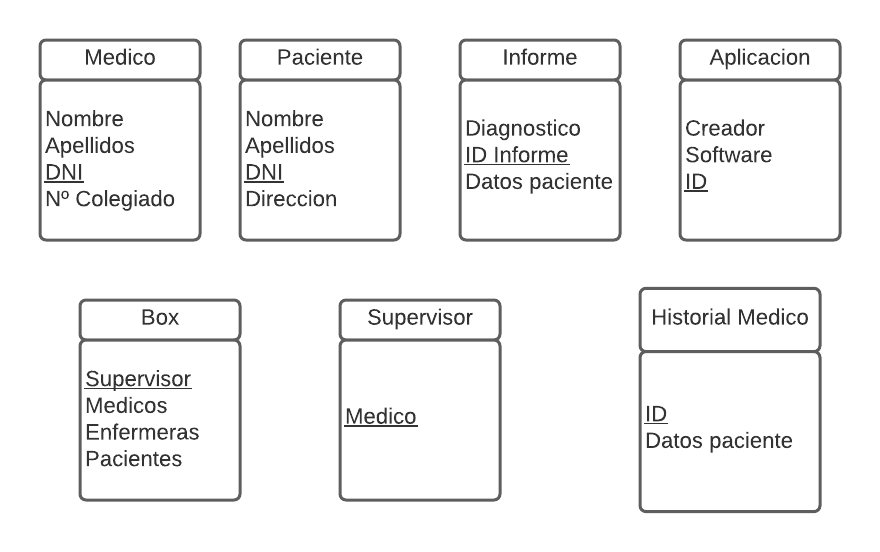 Medico
Nombre
Apellidos
DNI
Nº Colegiado
Paciente
Nombre
Apellidos
DNI
Direccion
Informe
Diagnostico
ID Informe
Datos paciente
Aplicacion
Creador
Software
ID
Box
Supervisor
Medicos
Enfermeras
Pacientes
Supervisor
Medico
Historial Medico
ID
Datos paciente